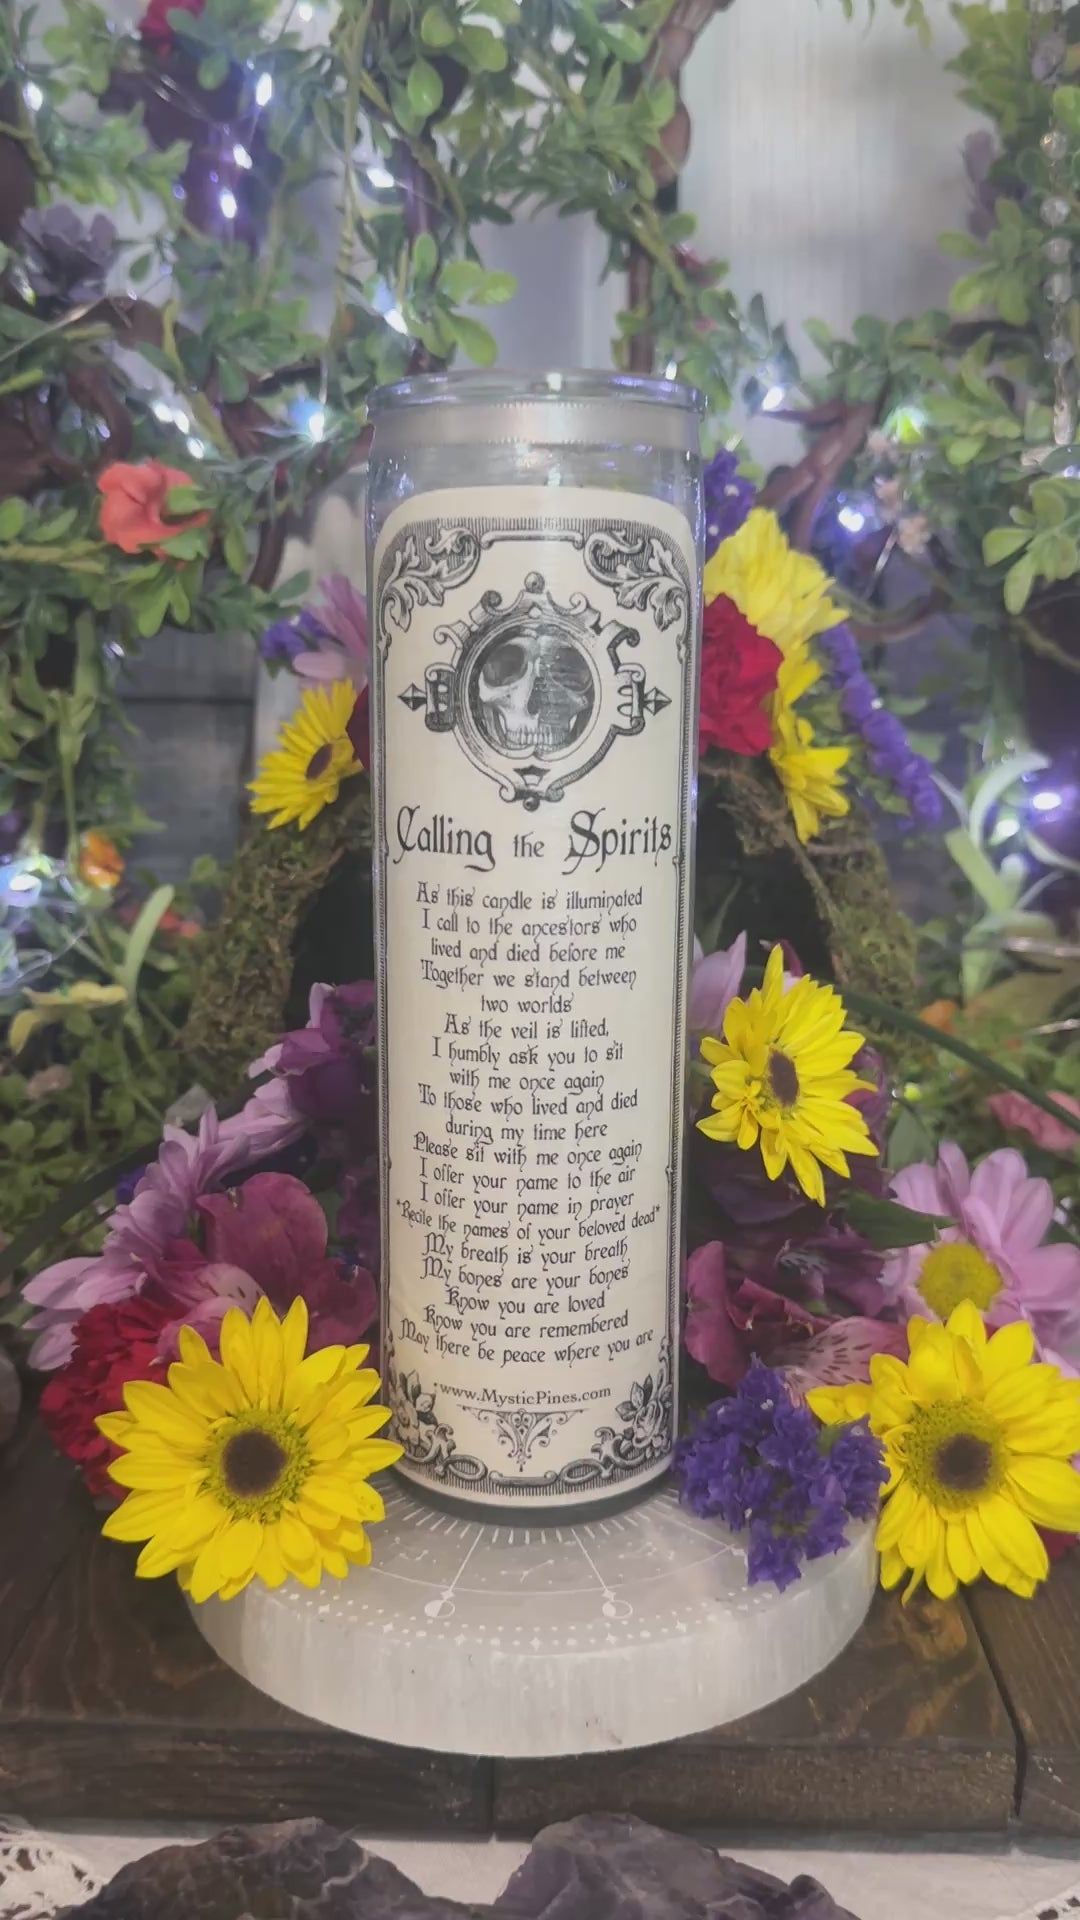 Calling the Spirits
As this candle is illuminated
I call to the ancestors who
lived and died before me
Together we stand between
two worlds
As the veil is lifted,
I humbly ask you to sit
with me once again
To those who lived and died
during my time here
Please sit with me once again
I offer your name to the air
I offer your name in prayer
*Recite the names of your beloved dead*
My breath is your breath
My bones are your bones
Know you are loved
Know you are remembered
May there be peace where you are
www.MysticPines.com